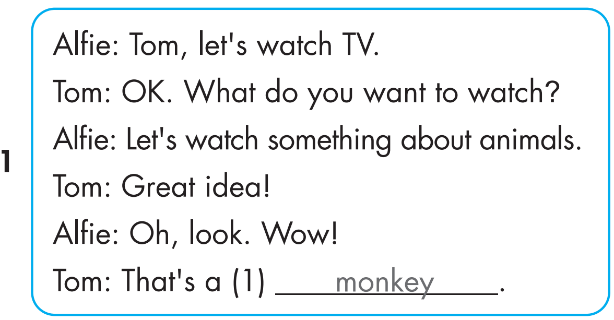 Alfie: Tom, let's watch TV.
Tom: OK. What do you want to watch?
Alfie: Let's watch something about animals.
1
Tom: Great idea!
Alfie: Oh, look. Wow!
Tom: That's a (1) monkey.